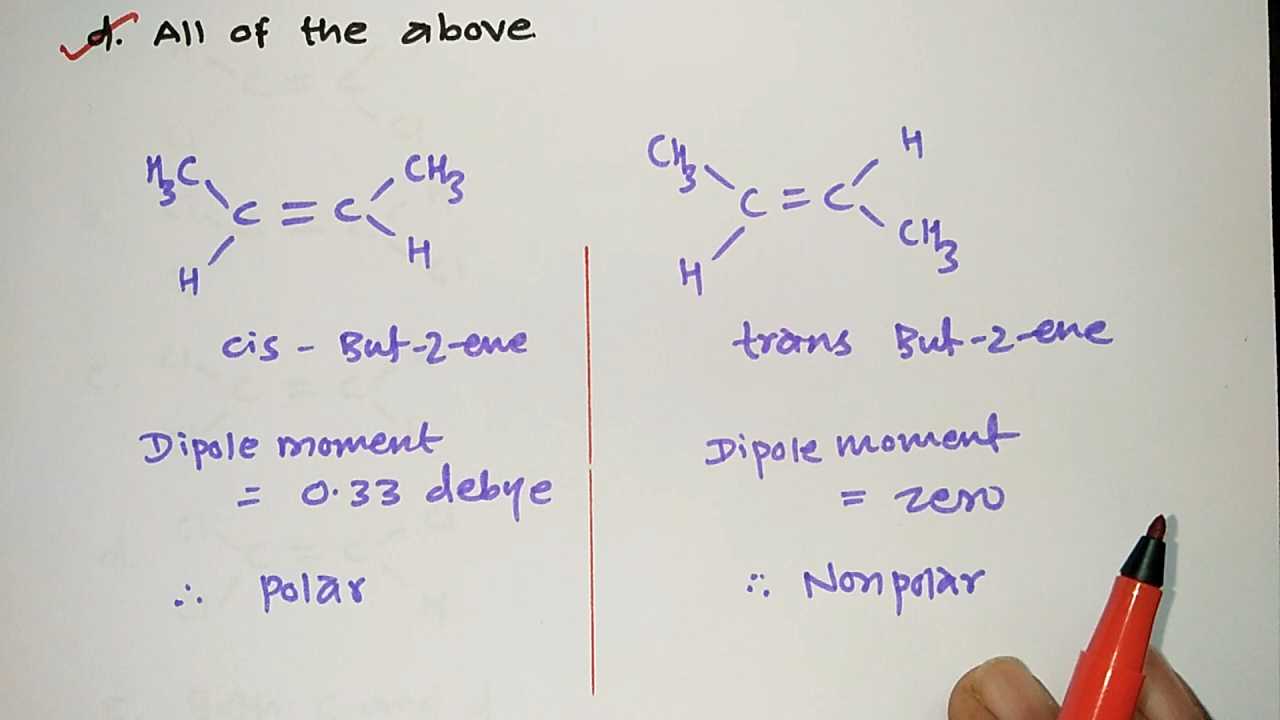 d. All of the above
H3C CH3
C = C
H H
cis - But-2-ene
Dipole moment
= 0.33 debye
∴ Polar
CH3 H
C = C
H CH3
trans But-2-ene
Dipole moment
= zero
∴ Nonpolar